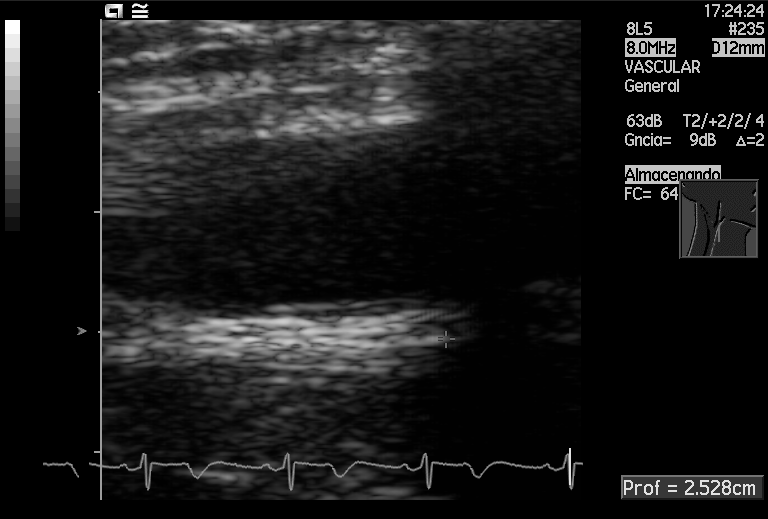 17:24:24
8L5 #235
8.0MHz D12mm
VASCULAR
General
63dB T2/+2/2/ 4
Gncia= 9dB Δ=2
Almacenando
FC= 64
Prof = 2.528cm